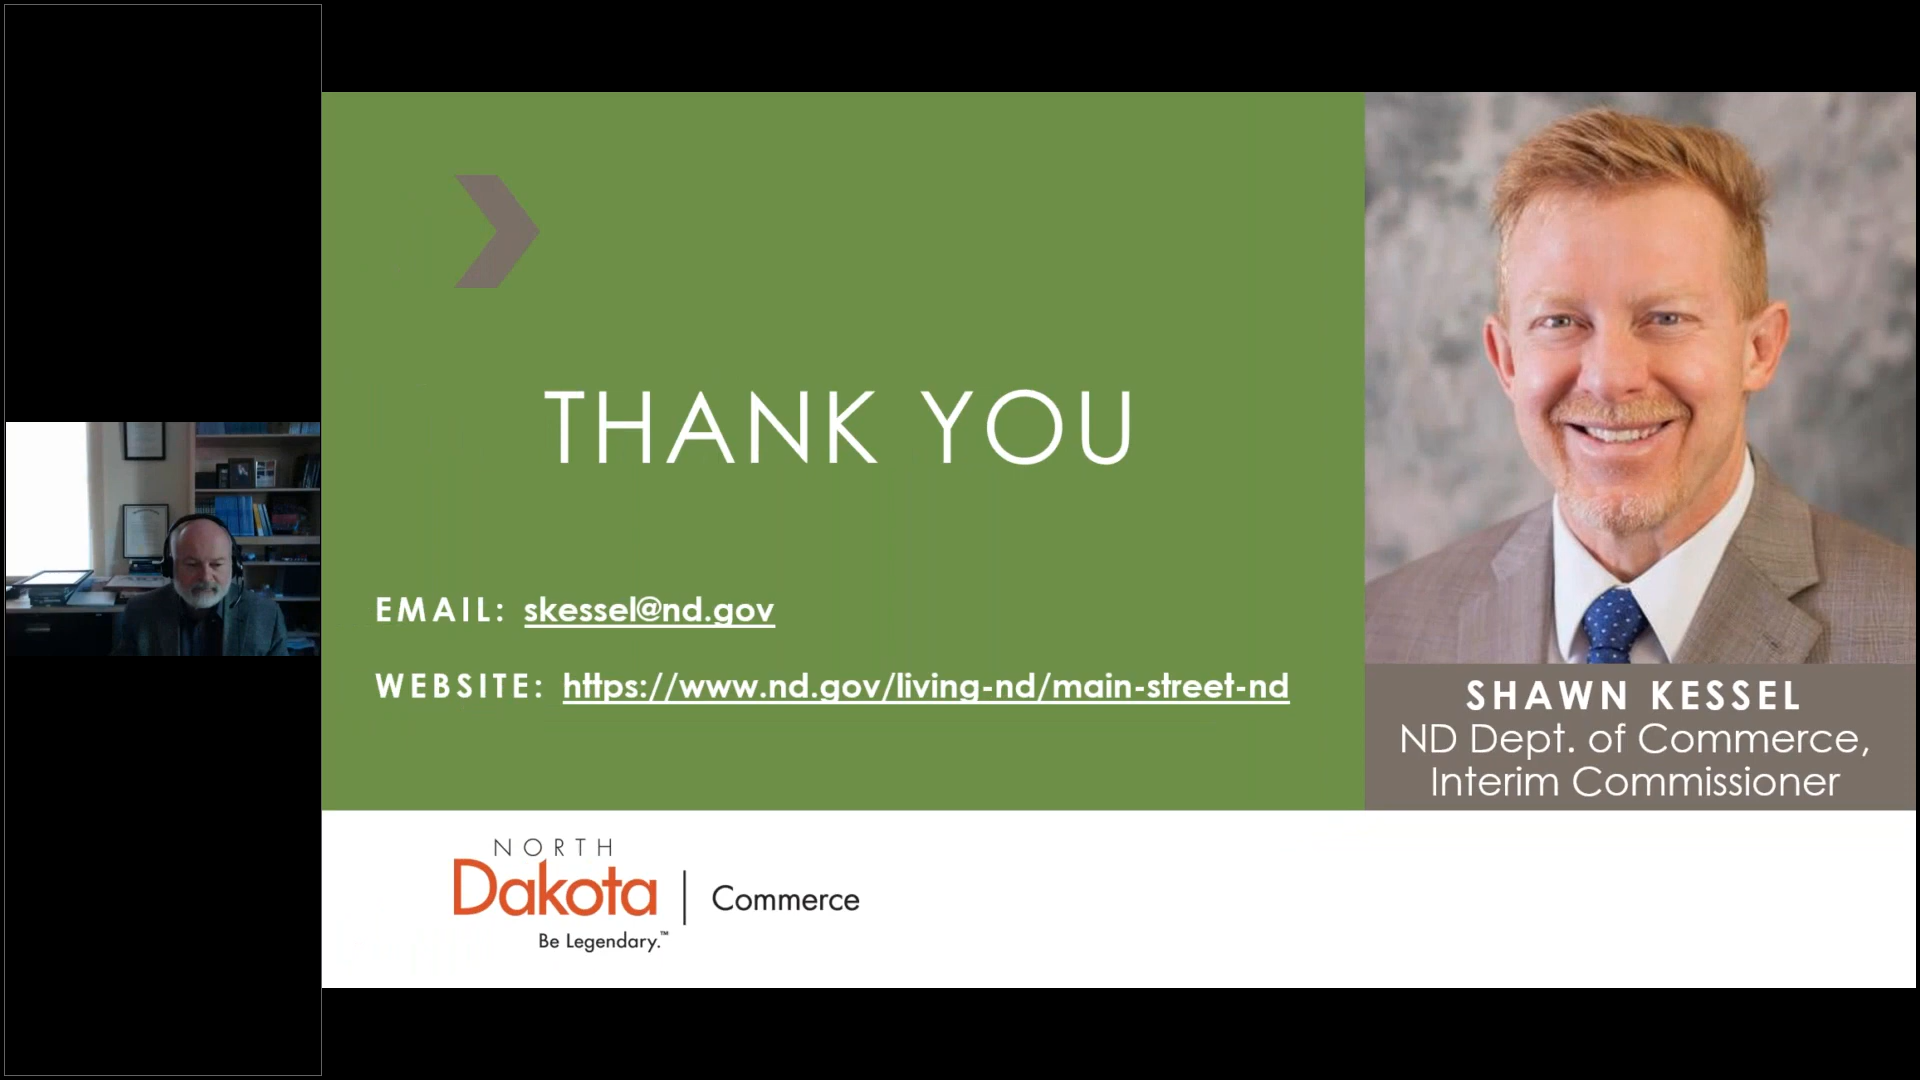 THANK YOU
EMAIL: skessel@nd.gov
WEBSITE: https://www.nd.gov/living-nd/main-street-nd
SHAWN KESSEL
ND Dept. of Commerce,
Interim Commissioner
NORTH
Dakota | Commerce
Be Legendary.™